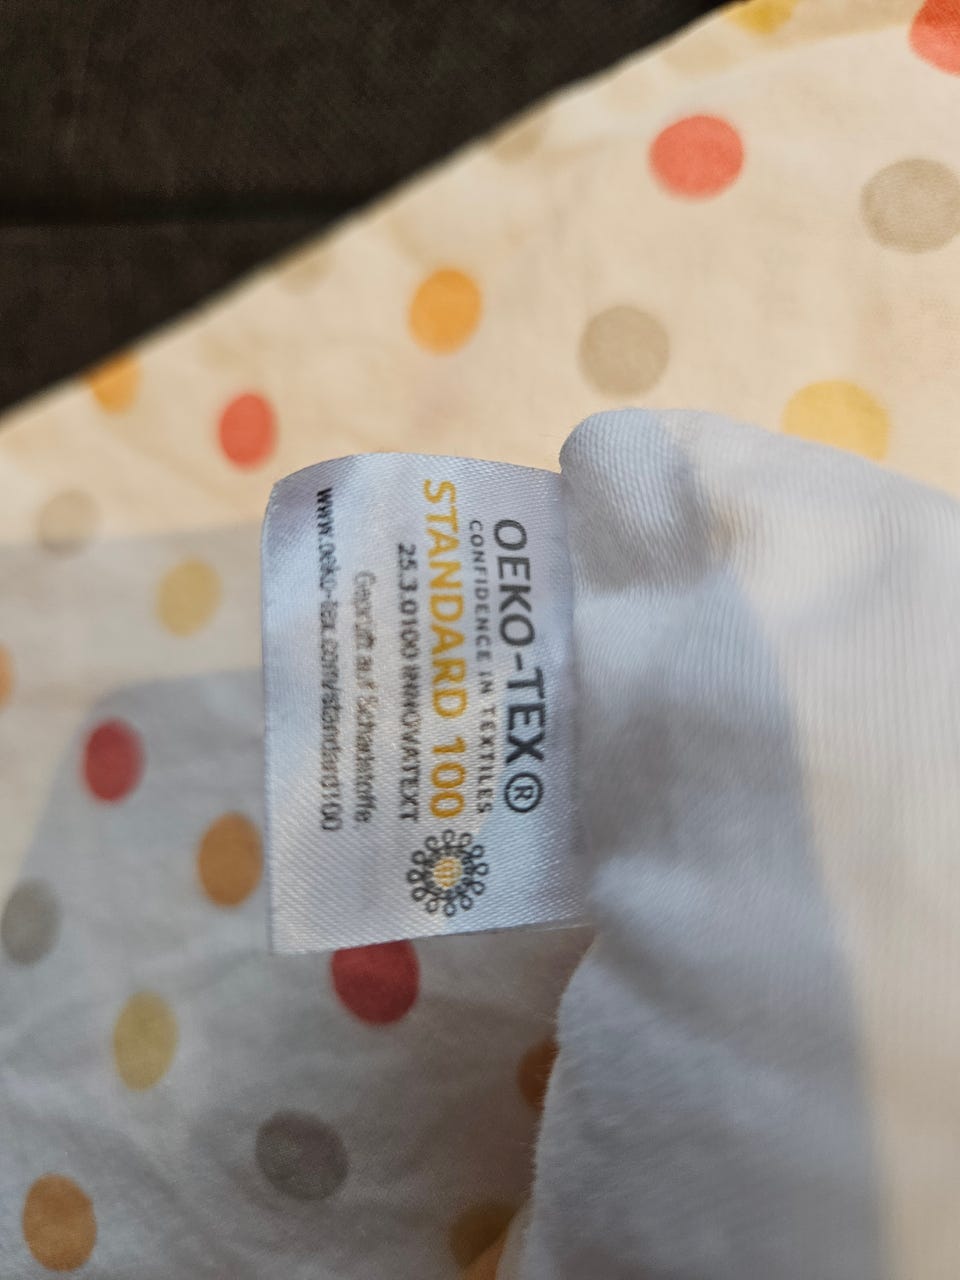 OEKO-TEX®
CONFIDENCE IN TEXTILES
STANDARD 100
25.3.0100 INNOVATEXT
Geprüft auf Schadstoffe.
www.oeko-tex.com/standard100